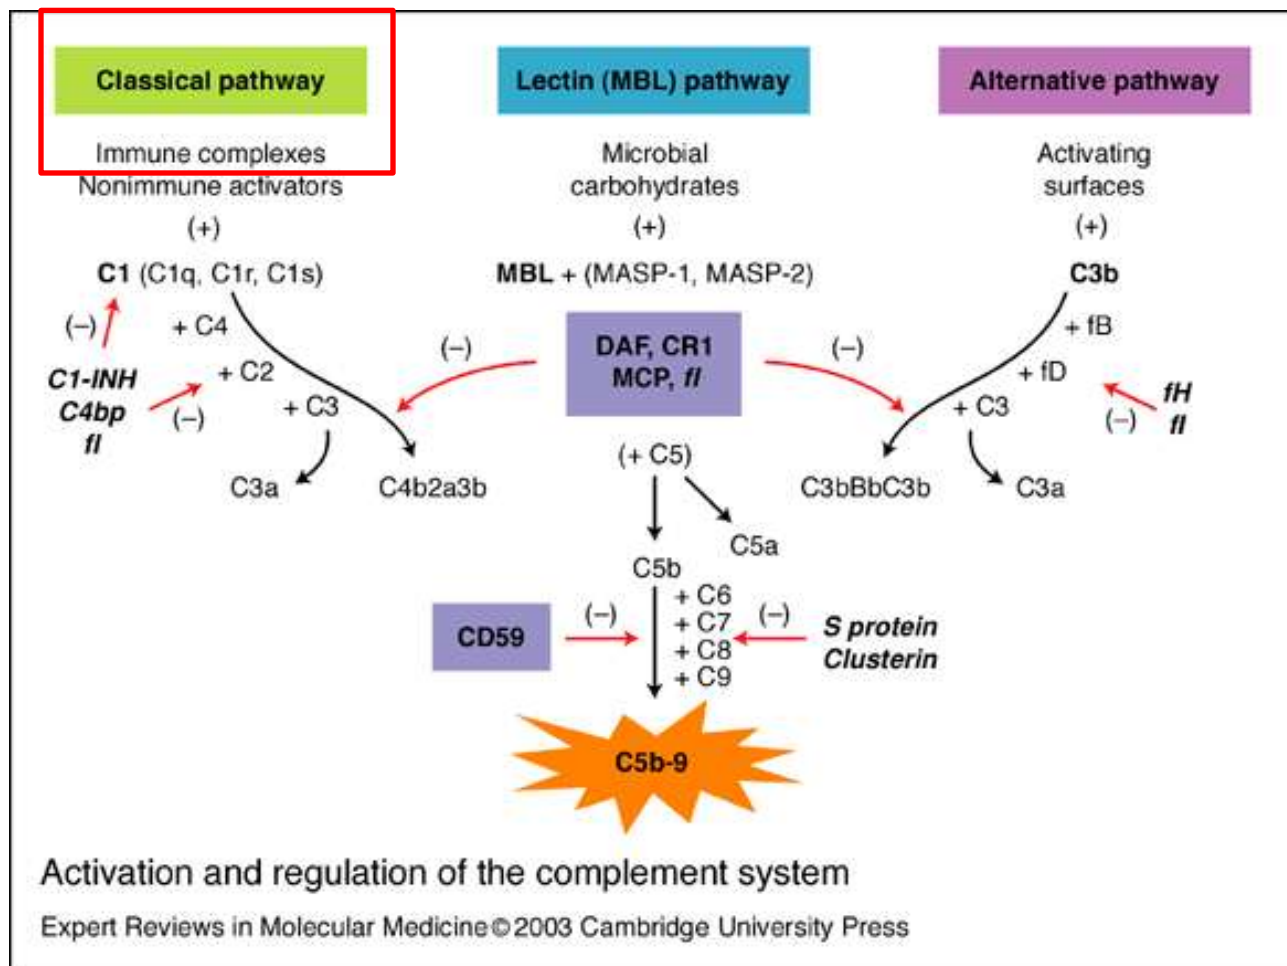 Classical pathway
Lectin (MBL) pathway
Alternative pathway
Immune complexes
Nonimmune activators
Microbial
carbohydrates
Activating
surfaces
(+)
(+)
(+)
C1 (C1q, C1r, C1s)
MBL + (MASP-1, MASP-2)
C3b
(–)
+ C4
+ C2
+ C3
C1-INH
C4bp
fI
(–)
C3a
C4b2a3b
(–)
DAF, CR1
MCP, fI
(–)
+ fB
+ fD
+ C3
fH
fI
(–)
C3bBbC3b
C3a
(+ C5)
C5a
C5b
CD59
(–)
+ C6
+ C7
+ C8
+ C9
(–)
S protein
Clusterin
C5b-9
Activation and regulation of the complement system
Expert Reviews in Molecular Medicine © 2003 Cambridge University Press